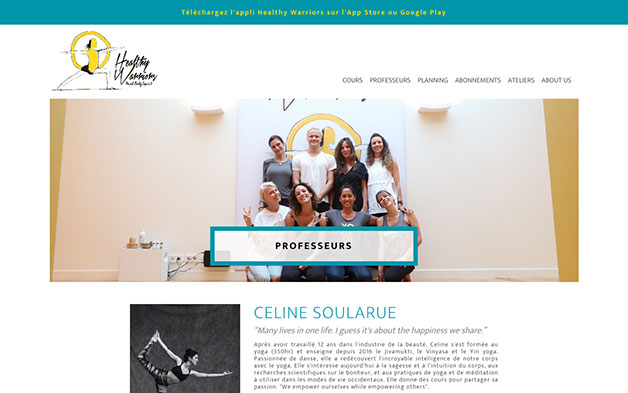 Téléchargez l'appli Healthy Warriors sur l'App Store ou Google Play
Healthy
Warriors
COURS PROFESSEURS PLANNING ABONNEMENTS ATELIERS ABOUT US
PROFESSEURS
CELINE SOULARUE
"Many lives in one life. I guess it's about the happiness we share."
Après avoir travaillé 12 ans dans l'industrie de la beauté, Celine s'est formée au
yoga (350hr) et enseigne depuis 2016 le Jivamukti, le Vinyasa et le Yin yoga.
Passionnée de danse, elle a redécouvert l'incroyable intelligence de notre corps
avec le yoga. Elle s'intéresse aujourd'hui à la sagesse et à l'intuition du corps, aux
recherches scientifiques sur le bonheur, et aux pratiques de yoga et de méditation
à utiliser dans les modes de vie occidentaux. Elle donne des cours pour partager sa
passion. "We empower ourselves while empowering others".